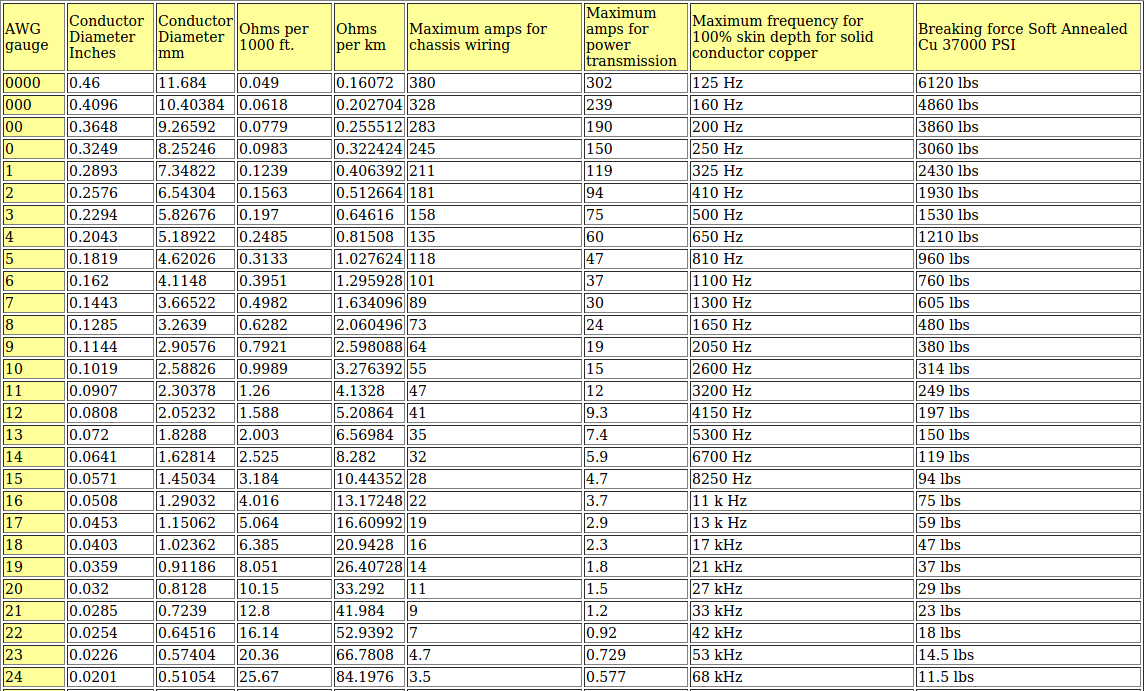 AWG gauge | Conductor Diameter Inches | Conductor Diameter mm | Ohms per 1000 ft. | Ohms per km | Maximum amps for chassis wiring | Maximum amps for power transmission | Maximum frequency for 100% skin depth for solid conductor copper | Breaking force Soft Annealed Cu 37000 PSI
0000 0.46 11.684 0.049 0.16072 380 302 125 Hz 6120 lbs
000 0.4096 10.40384 0.0618 0.202704 328 239 160 Hz 4860 lbs
00 0.3648 9.26592 0.0779 0.255512 283 190 200 Hz 3860 lbs
0 0.3249 8.25246 0.0983 0.322424 245 150 250 Hz 3060 lbs
1 0.2893 7.34822 0.1239 0.406392 211 119 325 Hz 2430 lbs
2 0.2576 6.54304 0.1563 0.512664 181 94 410 Hz 1930 lbs
3 0.2294 5.82676 0.197 0.64616 158 75 500 Hz 1530 lbs
4 0.2043 5.18922 0.2485 0.81508 135 60 650 Hz 1210 lbs
5 0.1819 4.62026 0.3133 1.027624 118 47 810 Hz 960 lbs
6 0.162 4.1148 0.3951 1.295928 101 37 1100 Hz 760 lbs
7 0.1443 3.66522 0.4982 1.634096 89 30 1300 Hz 605 lbs
8 0.1285 3.2639 0.6282 2.060496 73 24 1650 Hz 480 lbs
9 0.1144 2.90576 0.7921 2.598088 64 19 2050 Hz 380 lbs
10 0.1019 2.58826 0.9989 3.276392 55 15 2600 Hz 314 lbs
11 0.0907 2.30378 1.26 4.1328 47 12 3200 Hz 249 lbs
12 0.0808 2.05232 1.588 5.20864 41 9.3 4150 Hz 197 lbs
13 0.072 1.8288 2.003 6.56984 35 7.4 5300 Hz 150 lbs
14 0.0641 1.62814 2.525 8.282 32 5.9 6700 Hz 119 lbs
15 0.0571 1.45034 3.184 10.44352 28 4.7 8250 Hz 94 lbs
16 0.0508 1.29032 4.016 13.17248 22 3.7 11 k Hz 75 lbs
17 0.0453 1.15062 5.064 16.60992 19 2.9 13 k Hz 59 lbs
18 0.0403 1.02362 6.385 20.9428 16 2.3 17 kHz 47 lbs
19 0.0359 0.91186 8.051 26.40728 14 1.8 21 kHz 37 lbs
20 0.032 0.8128 10.15 33.292 11 1.5 27 kHz 29 lbs
21 0.0285 0.7239 12.8 41.984 9 1.2 33 kHz 23 lbs
22 0.0254 0.64516 16.14 52.9392 7 0.92 42 kHz 18 lbs
23 0.0226 0.57404 20.36 66.7808 4.7 0.729 53 kHz 14.5 lbs
24 0.0201 0.51054 25.67 84.1976 3.5 0.577 68 kHz 11.5 lbs